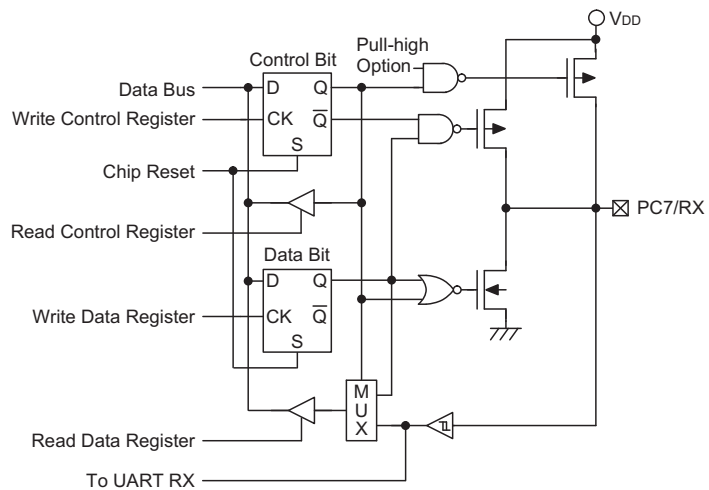 VDD
Control Bit
Pull-high
Option
Data Bus
D
Q
Write Control Register
CK
Q
S
Chip Reset
PC7/RX
Read Control Register
Data Bit
D
Q
Write Data Register
CK
Q
S
M
U
X
Read Data Register
To UART RX